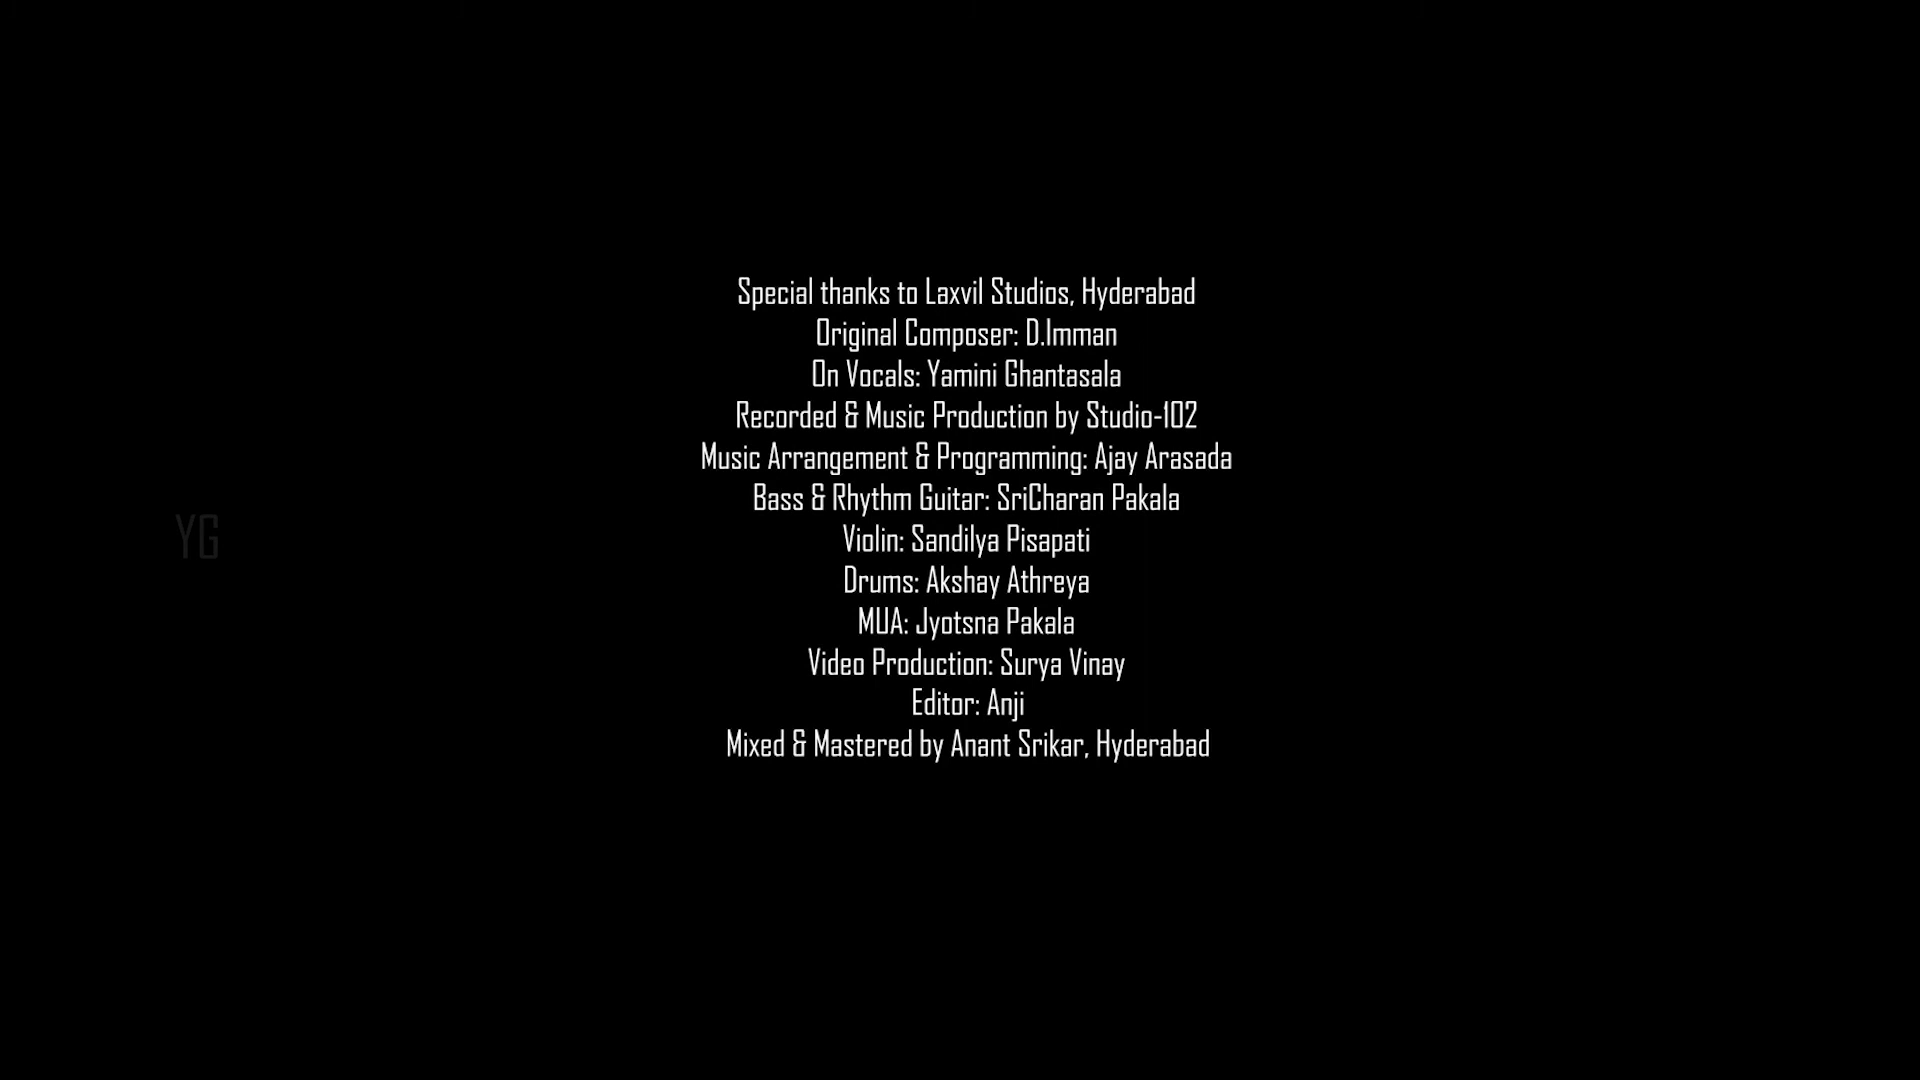 Special thanks to Laxvil Studios, Hyderabad
Original Composer: D.Imman
On Vocals: Yamini Ghantasala
Recorded & Music Production by Studio-102
Music Arrangement & Programming: Ajay Arasada
Bass & Rhythm Guitar: SriCharan Pakala
YG
Violin: Sandilya Pisapati
Drums: Akshay Athreya
MUA: Jyotsna Pakala
Video Production: Surya Vinay
Editor: Anji
Mixed & Mastered by Anant Srikar, Hyderabad